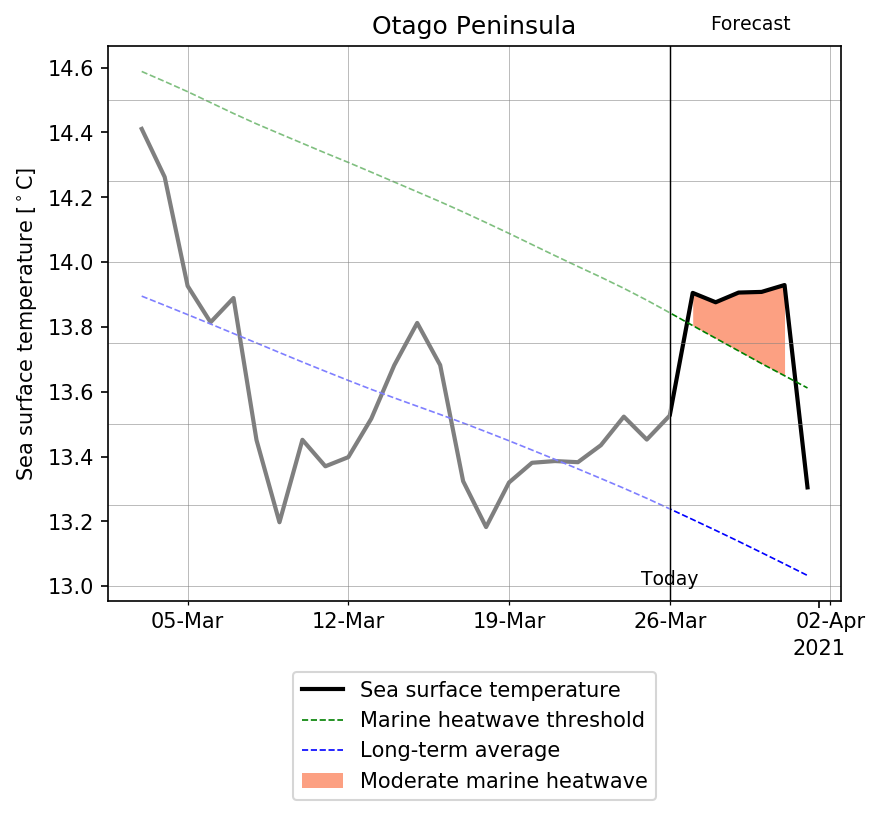 Otago Peninsula
Forecast
Sea surface temperature [°C]
14.6
14.4
14.2
14.0
13.8
13.6
13.4
13.2
13.0
Today
05-Mar 12-Mar 19-Mar 26-Mar 02-Apr
2021
Sea surface temperature
Marine heatwave threshold
Long-term average
Moderate marine heatwave